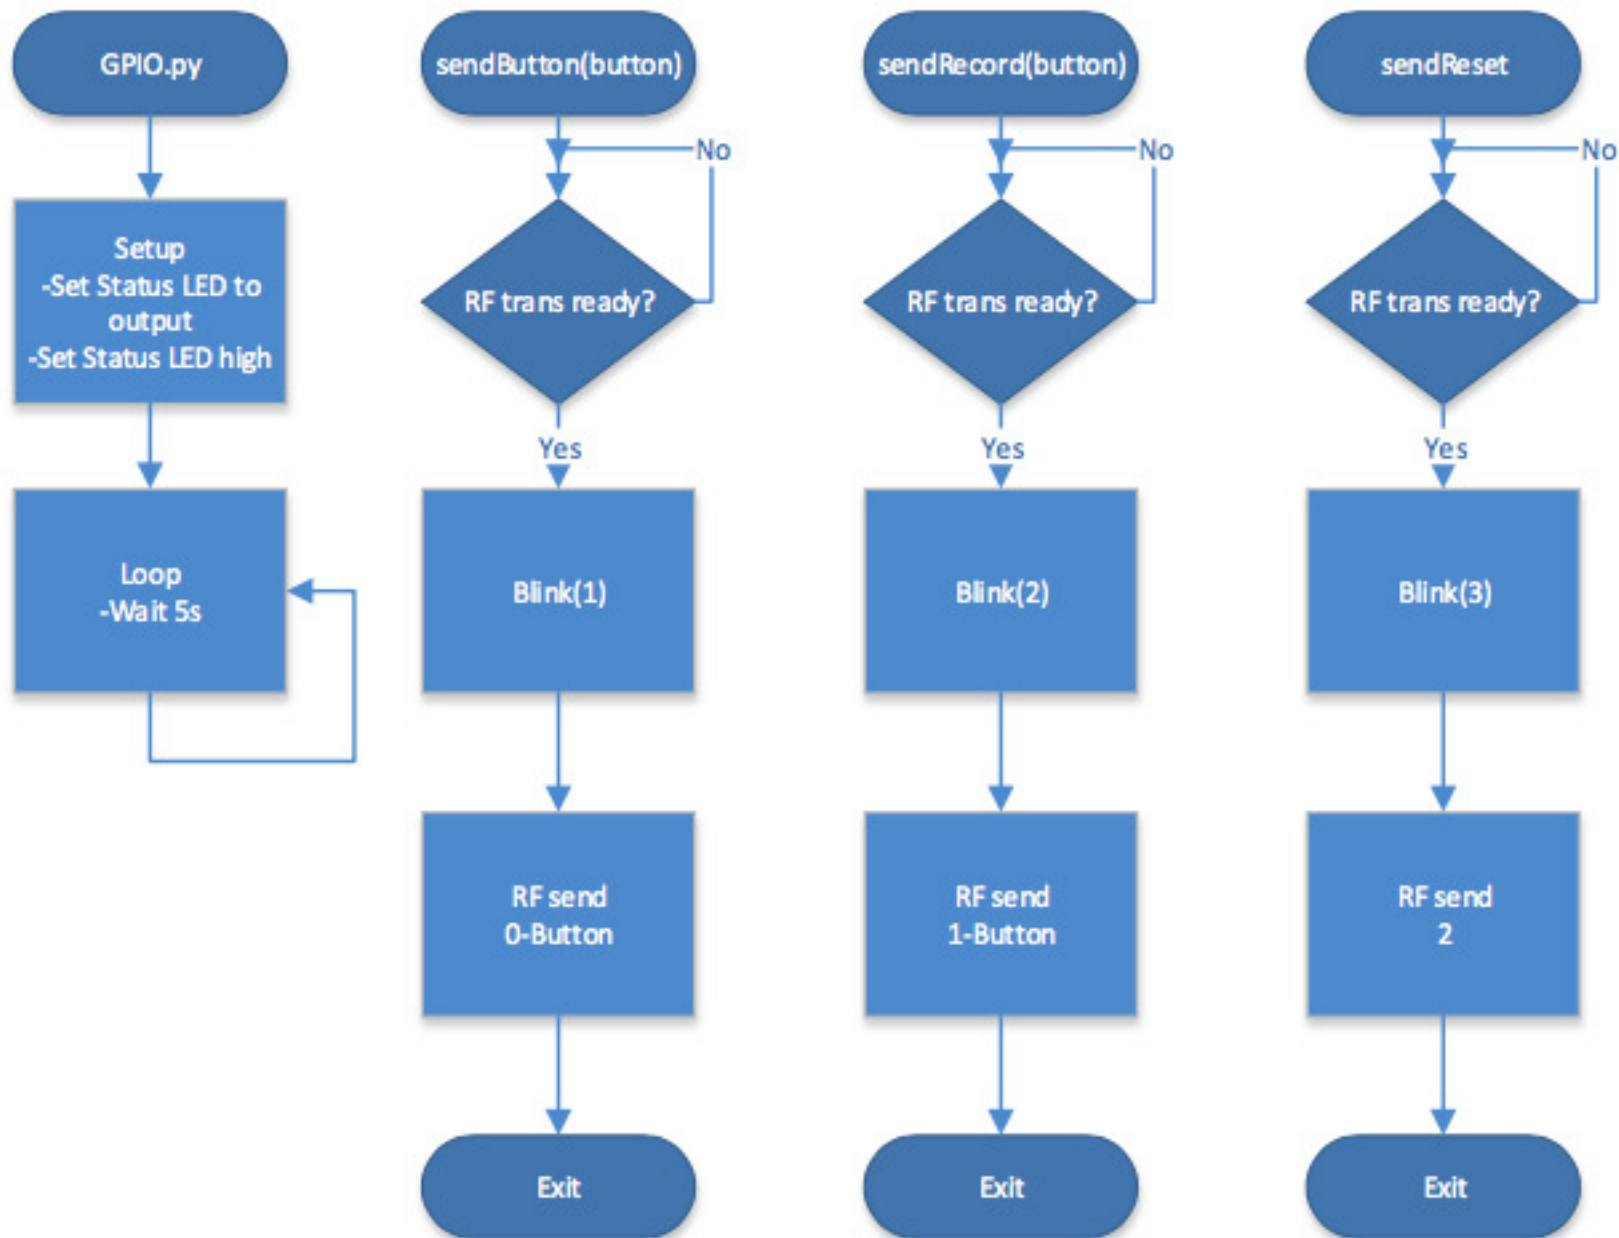 GPIO.py
Setup
-Set Status LED to
output
-Set Status LED high
Loop
-Wait 5s
sendButton(button)
No
RF trans ready?
Yes
Blink(1)
RF send
0-Button
Exit
sendRecord(button)
No
RF trans ready?
Yes
Blink(2)
RF send
1-Button
Exit
sendReset
No
RF trans ready?
Yes
Blink(3)
RF send
2
Exit